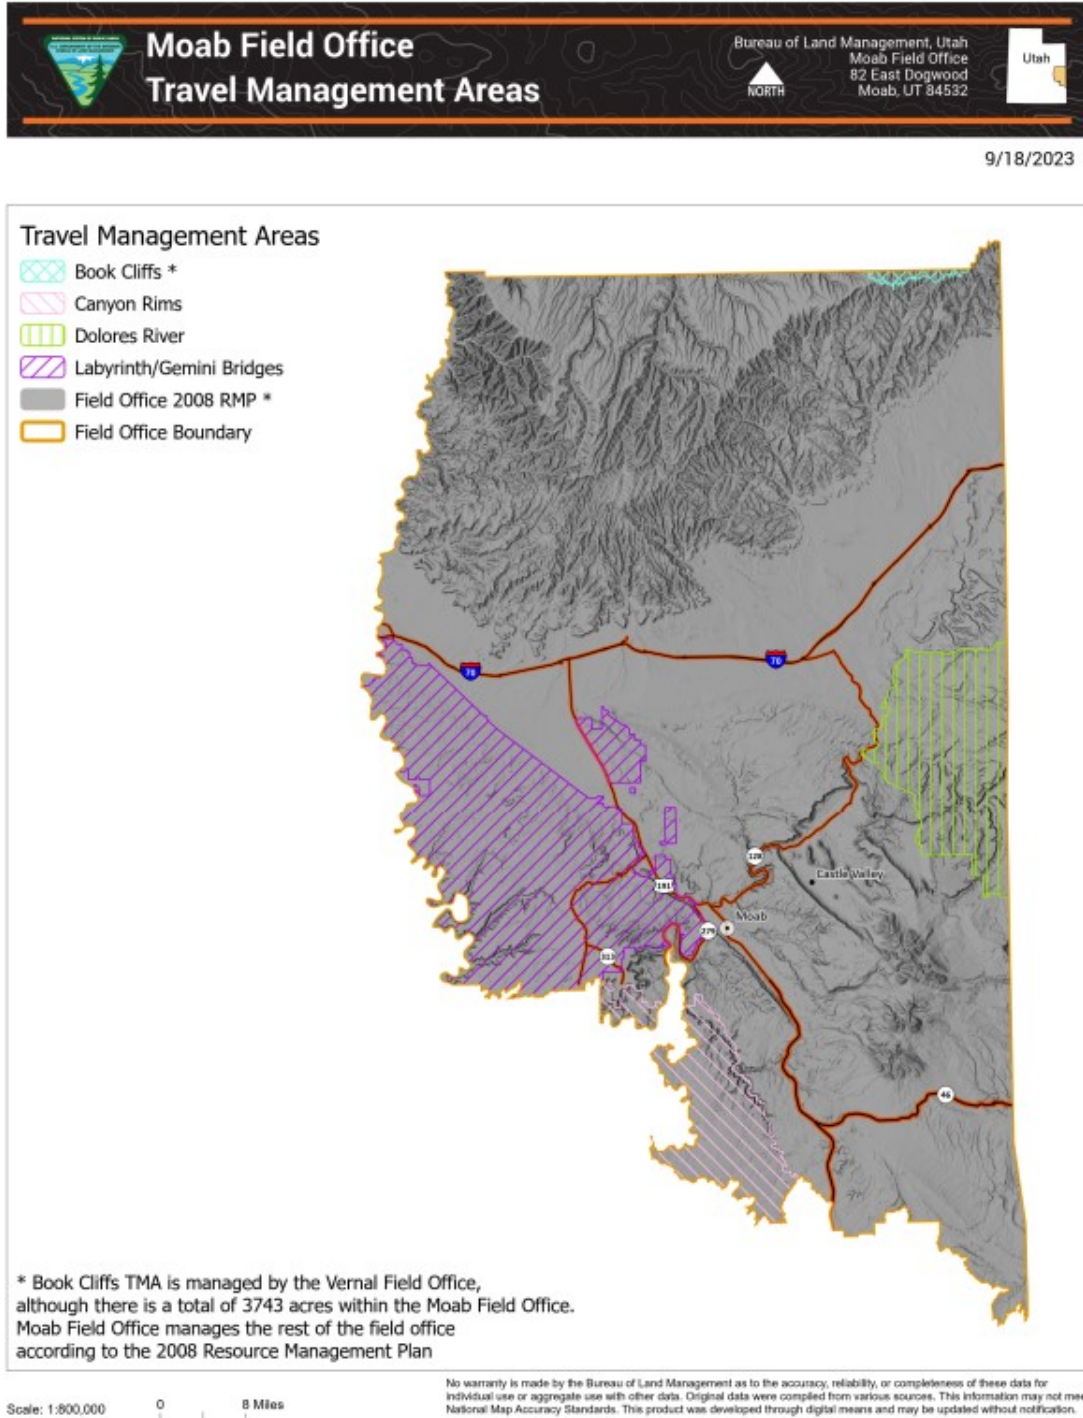 Moab Field Office
Travel Management Areas
Bureau of Land Management, Utah
Moab Field Office
82 East Dogwood
Moab, UT 84532
NORTH
Utah
9/18/2023
Travel Management Areas
Book Cliffs *
Canyon Rims
Dolores River
Labyrinth/Gemini Bridges
Field Office 2008 RMP *
Field Office Boundary
70
70
128
Castle Valley
191
Moab
279
313
46
* Book Cliffs TMA is managed by the Vernal Field Office,
although there is a total of 3743 acres within the Moab Field Office.
Moab Field Office manages the rest of the field office
according to the 2008 Resource Management Plan
Scale: 1:800,000
0 8 Miles
No warranty is made by the Bureau of Land Management as to the accuracy, reliability, or completeness of these data for
individual use or aggregate use with other data. Original data were compiled from various sources. This information may not mee
National Map Accuracy Standards. This product was developed through digital means and may be updated without notification.